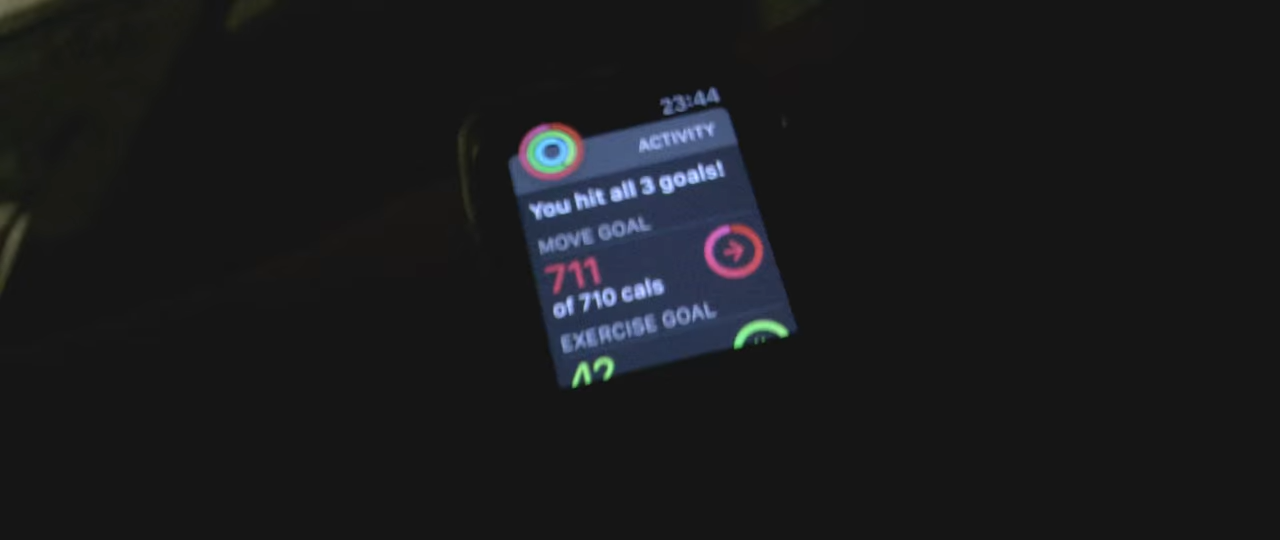 23:44
ACTIVITY
You hit all 3 goals!
MOVE GOAL
711
of 710 cals
EXERCISE GOAL
42